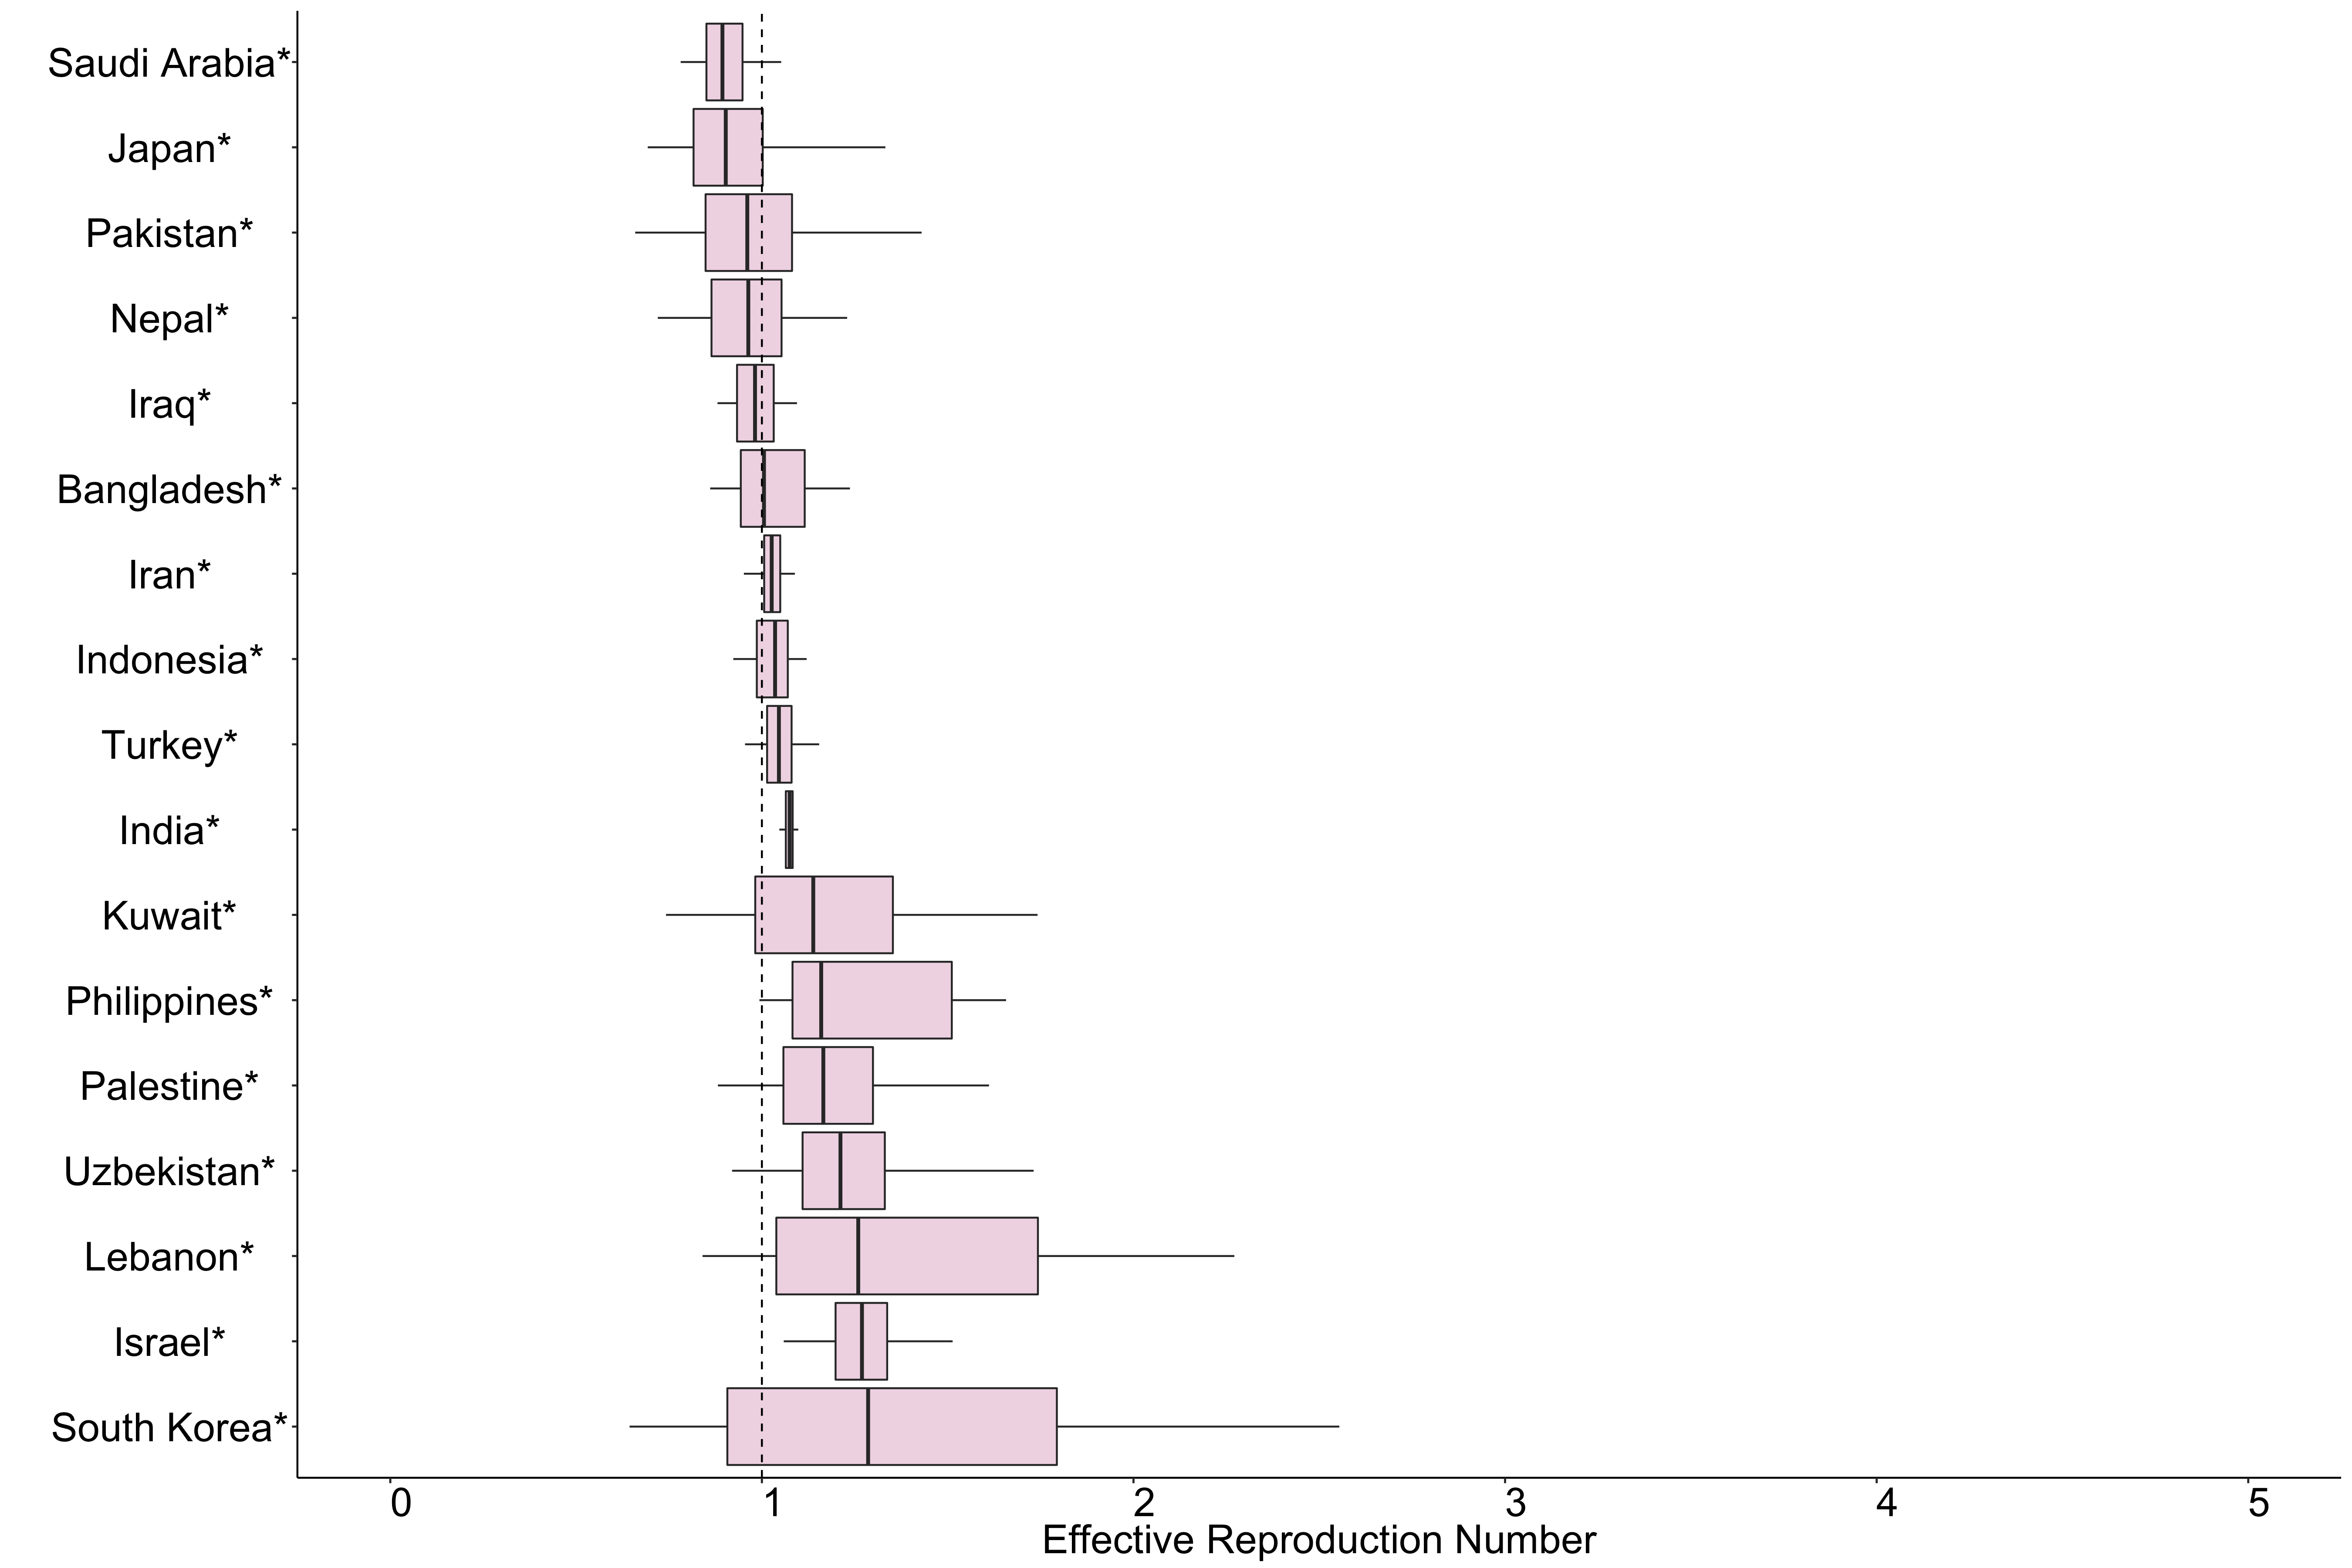 Saudi Arabia*
Japan*
Pakistan*
Nepal*
Iraq*
Bangladesh*
Iran*
Indonesia*
Turkey*
India*
Kuwait*
Philippines*
Palestine*
Uzbekistan*
Lebanon*
Israel*
South Korea*
0 1 2 3 4 5
Effective Reproduction Number